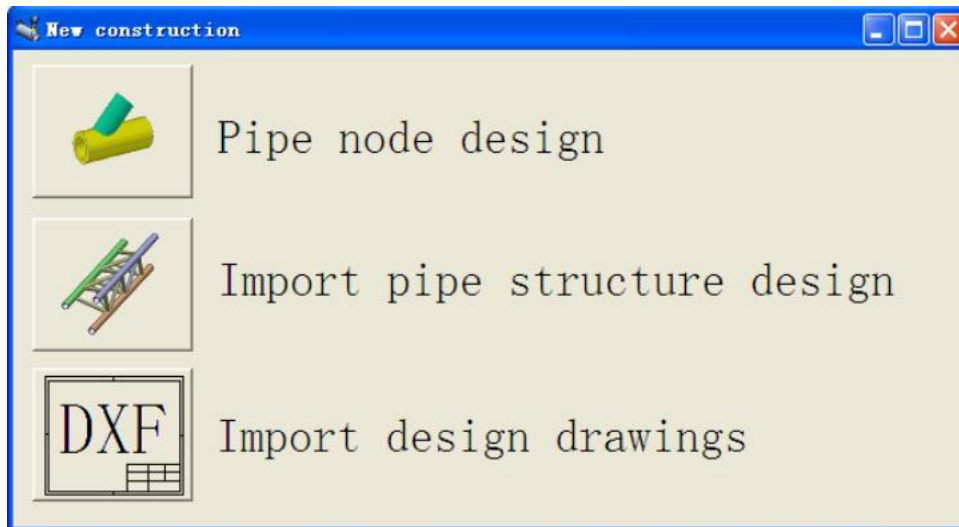 New construction
Pipe node design
Import pipe structure design
DXF
Import design drawings